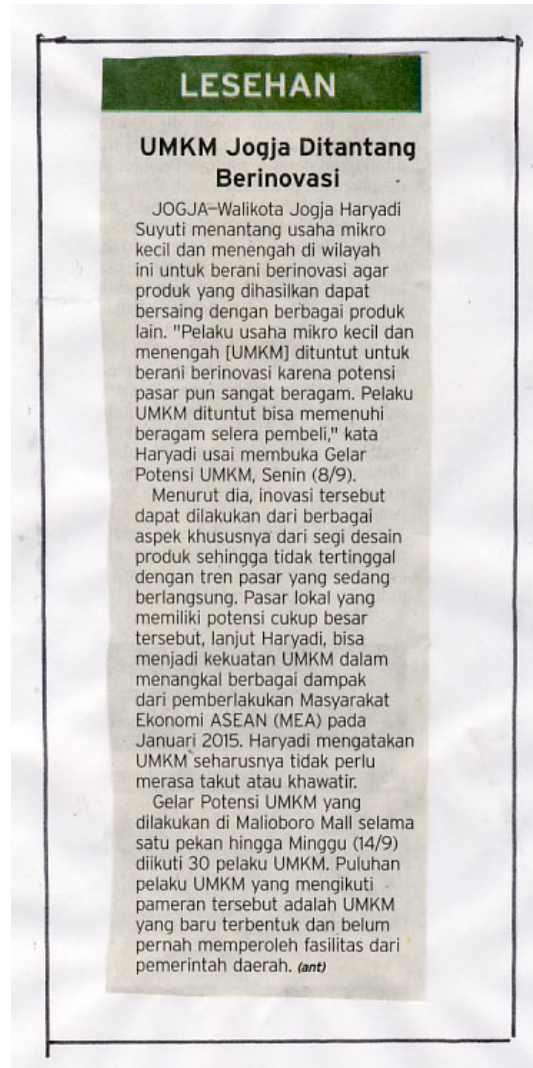 LESEHAN
UMKM Jogja Ditantang
Berinovasi
JOGJA—Walikota Jogja Haryadi
Suyuti menantang usaha mikro
kecil dan menengah di wilayah
ini untuk berani berinovasi agar
produk yang dihasilkan dapat
bersaing dengan berbagai produk
lain. "Pelaku usaha mikro kecil dan
menengah [UMKM] dituntut untuk
berani berinovasi karena potensi
pasar pun sangat beragam. Pelaku
UMKM dituntut bisa memenuhi
beragam selera pembeli," kata
Haryadi usai membuka Gelar
Potensi UMKM, Senin (8/9).
Menurut dia, inovasi tersebut
dapat dilakukan dari berbagai
aspek khususnya dari segi desain
produk sehingga tidak tertinggal
dengan tren pasar yang sedang
berlangsung. Pasar lokal yang
memiliki potensi cukup besar
tersebut, lanjut Haryadi, bisa
menjadi kekuatan UMKM dalam
menangkal berbagai dampak
dari pemberlakukan Masyarakat
Ekonomi ASEAN (MEA) pada
Januari 2015. Haryadi mengatakan
UMKM seharusnya tidak perlu
merasa takut atau khawatir.
Gelar Potensi UMKM yang
dilakukan di Malioboro Mall selama
satu pekan hingga Minggu (14/9)
diikuti 30 pelaku UMKM. Puluhan
pelaku UMKM yang mengikuti
pameran tersebut adalah UMKM
yang baru terbentuk dan belum
pernah memperoleh fasilitas dari
pemerintah daerah. (ant)